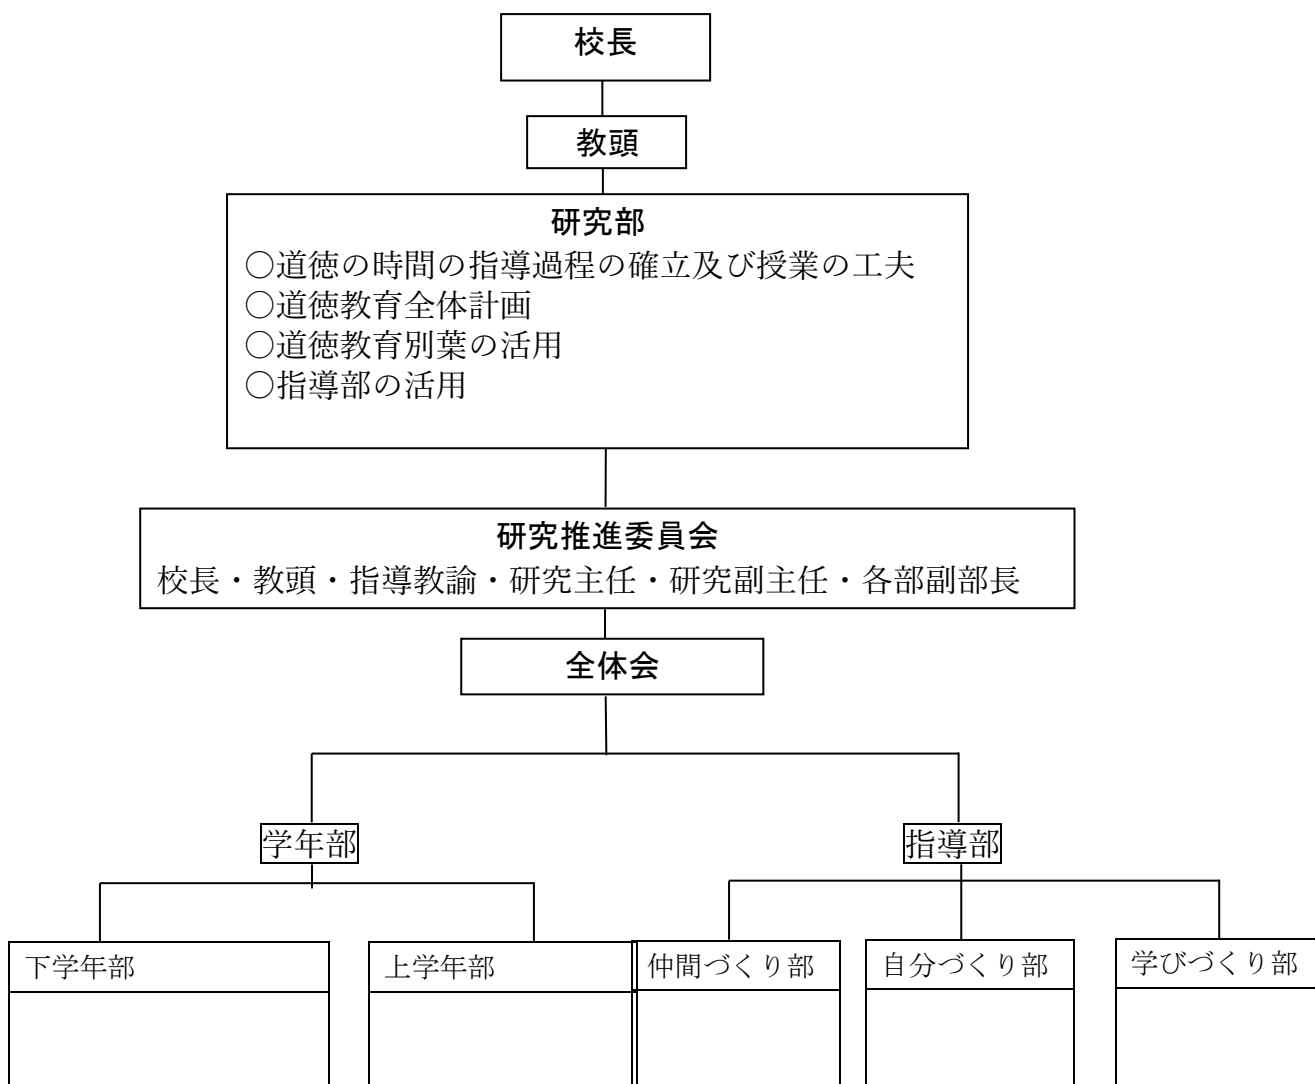 校長
教頭
研究部
○道徳の時間の指導過程の確立及び授業の工夫
○道徳教育全体計画
○道徳教育別葉の活用
○指導部の活用
研究推進委員会
校長・教頭・指導教諭・研究主任・研究副主任・各部副部長
全体会
学年部
指導部
下学年部
上学年部
仲間づくり部
自分づくり部
学びづくり部